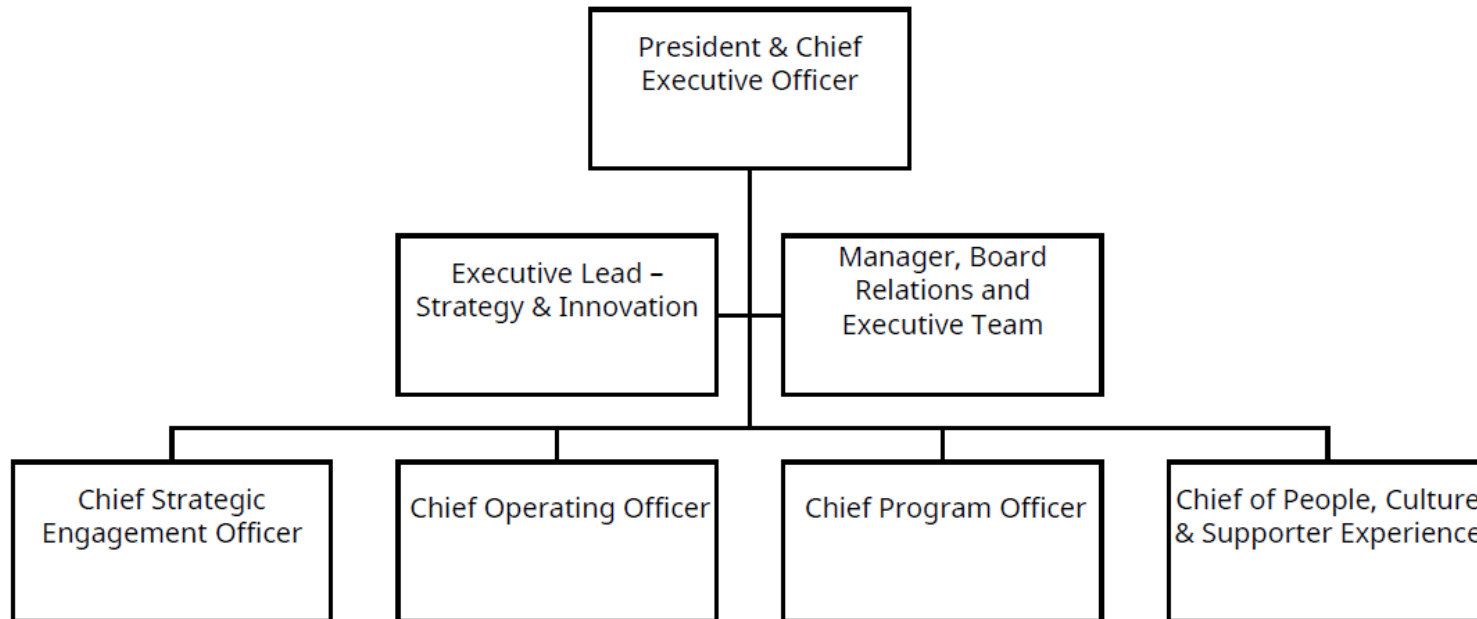 President & Chief
Executive Officer
Executive Lead –
Strategy & Innovation
Manager, Board
Relations and
Executive Team
Chief Strategic
Engagement Officer
Chief Operating Officer
Chief Program Officer
Chief of People, Culture
& Supporter Experience